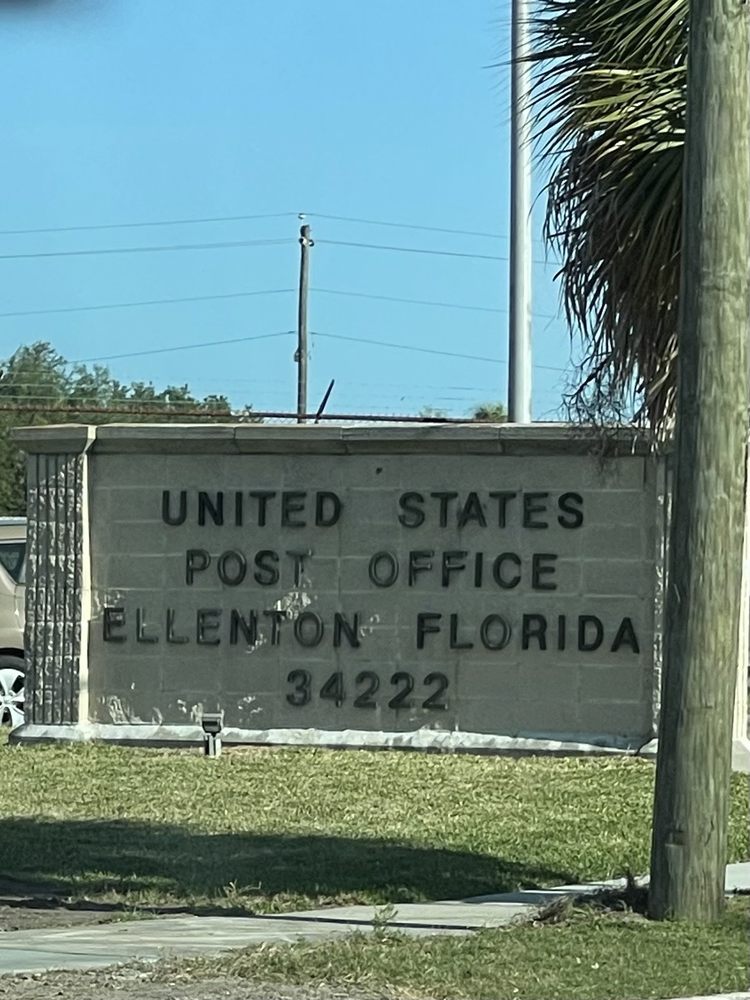 UNITED STATES
POST OFFICE
ELLENTON FLORIDA
34222